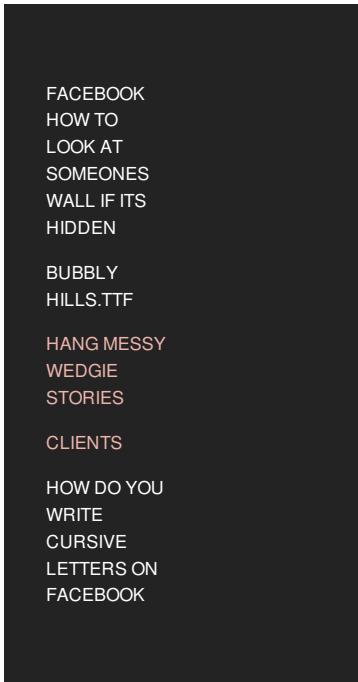 FACEBOOK
HOW TO
LOOK AT
SOMEONES
WALL IF ITS
HIDDEN
BUBBLY
HILLS.TTF
HANG MESSY
WEDGIE
STORIES
CLIENTS
HOW DO YOU
WRITE
CURSIVE
LETTERS ON
FACEBOOK